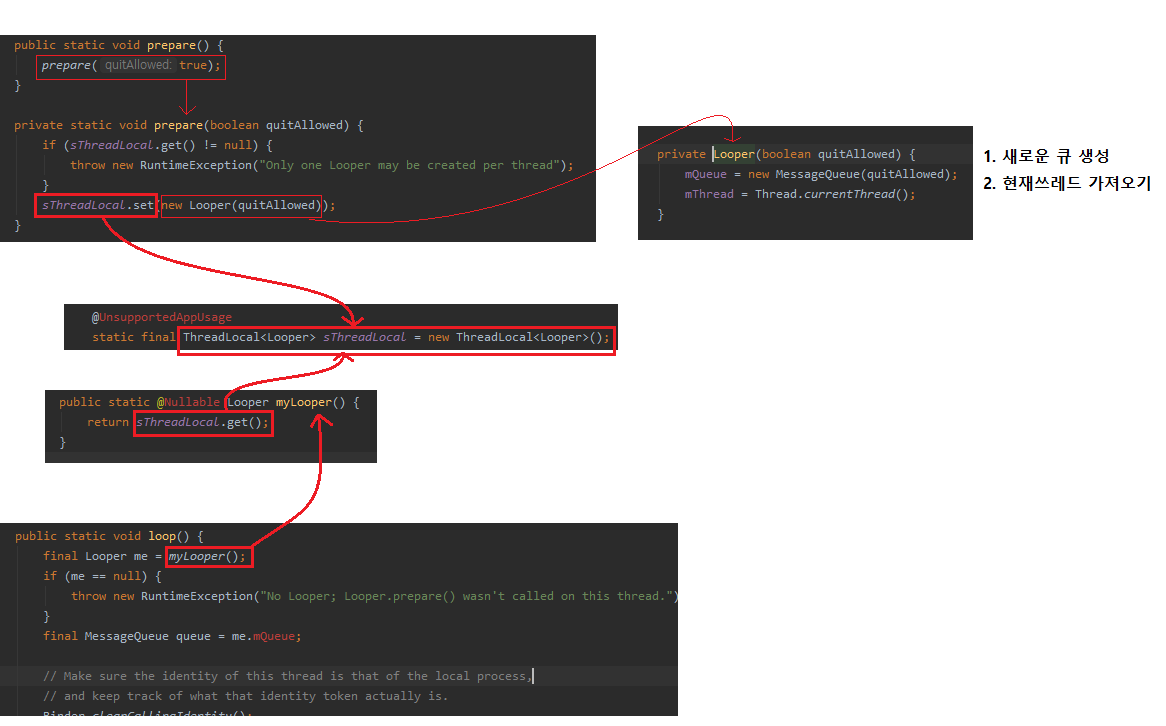 public static void prepare() {
prepare( quitAllowed: true);
}
private static void prepare(boolean quitAllowed) {
if (sThreadLocal.get() != null) {
throw new RuntimeException("Only one Looper may be created per thread");
}
sThreadLocal.set(new Looper(quitAllowed));
}
private Looper(boolean quitAllowed) {
mQueue = new MessageQueue(quitAllowed);
mThread = Thread.currentThread();
}
1. 새로운 큐 생성
2. 현재쓰레드 가져오기
@UnsupportedAppUsage
static final ThreadLocal<Looper> sThreadLocal = new ThreadLocal<Looper>();
public static @Nullable Looper myLooper() {
return sThreadLocal.get();
}
public static void loop() {
final Looper me = myLooper();
if (me == null) {
throw new RuntimeException("No Looper; Looper.prepare() wasn't called on this thread.")
}
final MessageQueue queue = me.mQueue;
// Make sure the identity of this thread is that of the local process,
// and keep track of what that identity token actually is.
Binder.clearCallingIdentity();